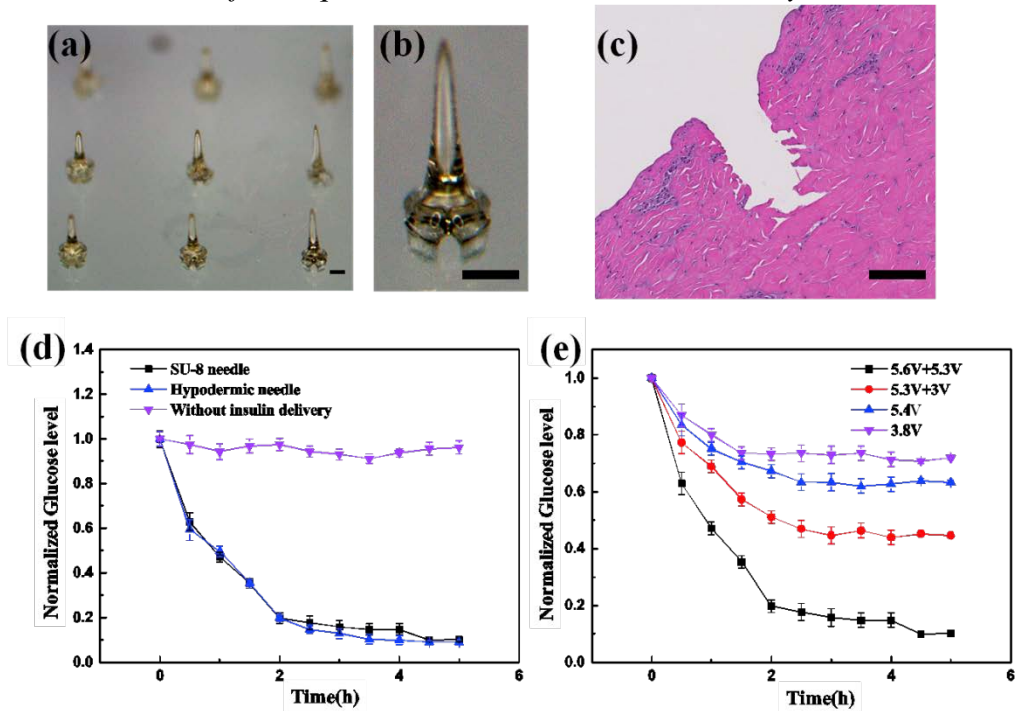 (a)
(b)
(c)
(d)
Normalized Glucose level
1.4
1.2
1.0
0.8
0.6
0.4
0.2
0.0
SU-8 needle
Hypodermic needle
Without insulin delivery
0
2
4
6
Time(h)
(e)
Normalized Glucose level
1.0
0.8
0.6
0.4
0.2
0.0
5.6V+5.3V
5.3V+3V
5.4V
3.8V
0
2
4
6
Time(h)